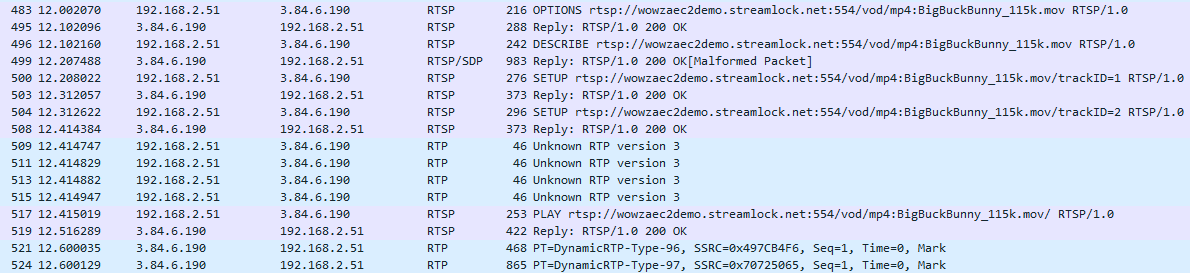 483 12.002070 192.168.2.51 3.84.6.190 RTSP 216 OPTIONS rtsp://wowzaec2demo.streamlock.net:554/vod/mp4:BigBuckBunny_115k.mov RTSP/1.0
495 12.102096 3.84.6.190 192.168.2.51 RTSP 288 Reply: RTSP/1.0 200 OK
496 12.102160 192.168.2.51 3.84.6.190 RTSP 242 DESCRIBE rtsp://wowzaec2demo.streamlock.net:554/vod/mp4:BigBuckBunny_115k.mov RTSP/1.0
499 12.207488 3.84.6.190 192.168.2.51 RTSP/SDP 983 Reply: RTSP/1.0 200 OK[Malformed Packet]
500 12.208022 192.168.2.51 3.84.6.190 RTSP 276 SETUP rtsp://wowzaec2demo.streamlock.net:554/vod/mp4:BigBuckBunny_115k.mov/trackID=1 RTSP/1.0
503 12.312057 3.84.6.190 192.168.2.51 RTSP 373 Reply: RTSP/1.0 200 OK
504 12.312622 192.168.2.51 3.84.6.190 RTSP 296 SETUP rtsp://wowzaec2demo.streamlock.net:554/vod/mp4:BigBuckBunny_115k.mov/trackID=2 RTSP/1.0
508 12.414384 3.84.6.190 192.168.2.51 RTSP 373 Reply: RTSP/1.0 200 OK
509 12.414747 192.168.2.51 3.84.6.190 RTP 46 Unknown RTP version 3
511 12.414829 192.168.2.51 3.84.6.190 RTP 46 Unknown RTP version 3
513 12.414882 192.168.2.51 3.84.6.190 RTP 46 Unknown RTP version 3
515 12.414947 192.168.2.51 3.84.6.190 RTP 46 Unknown RTP version 3
517 12.415019 192.168.2.51 3.84.6.190 RTSP 253 PLAY rtsp://wowzaec2demo.streamlock.net:554/vod/mp4:BigBuckBunny_115k.mov/ RTSP/1.0
519 12.516289 3.84.6.190 192.168.2.51 RTSP 422 Reply: RTSP/1.0 200 OK
521 12.600035 3.84.6.190 192.168.2.51 RTP 468 PT=DynamicRTP-Type-96, SSRC=0x497CB4F6, Seq=1, Time=0, Mark
524 12.600129 3.84.6.190 192.168.2.51 RTP 865 PT=DynamicRTP-Type-97, SSRC=0x70725065, Seq=1, Time=0, Mark